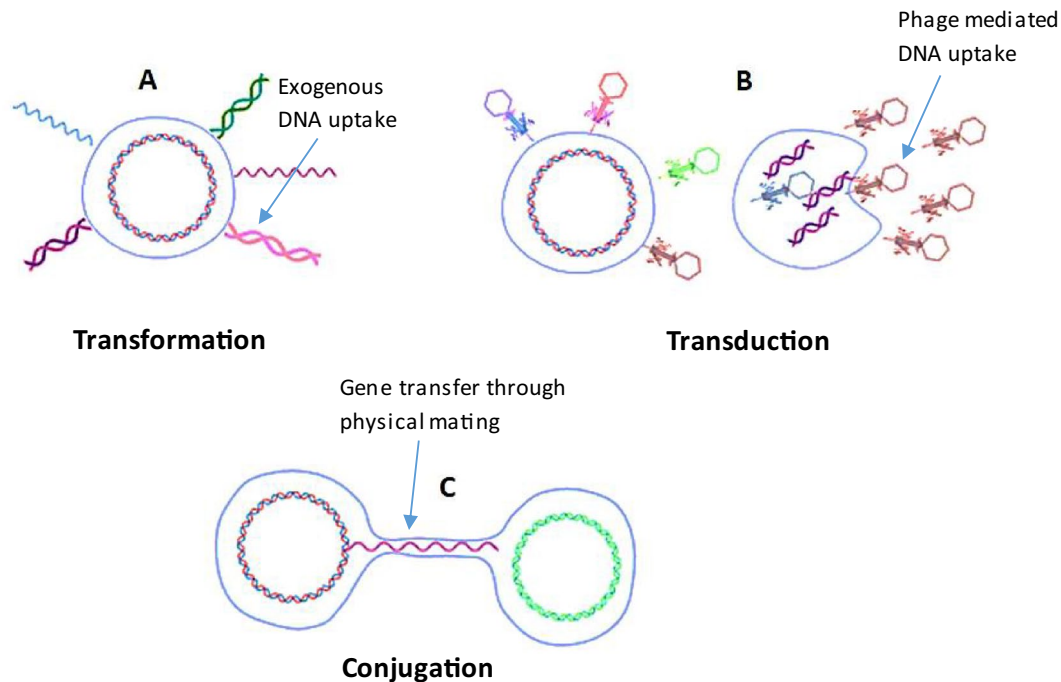 A
Exogenous
DNA uptake
Transformation
Phage mediated
DNA uptake
B
Transduction
Gene transfer through
physical mating
C
Conjugation